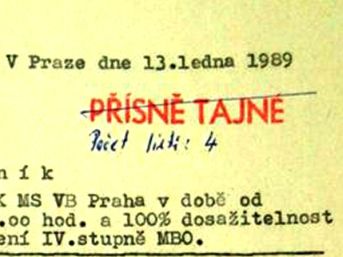 V Praze dne 13.ledna 1989
PŘÍSNĚ TAJNÉ
Počet listů: 4
ník
K MS VB Praha v době od
.oo hod. a 100% dosažitelnost
ení IV.stupně MBO.